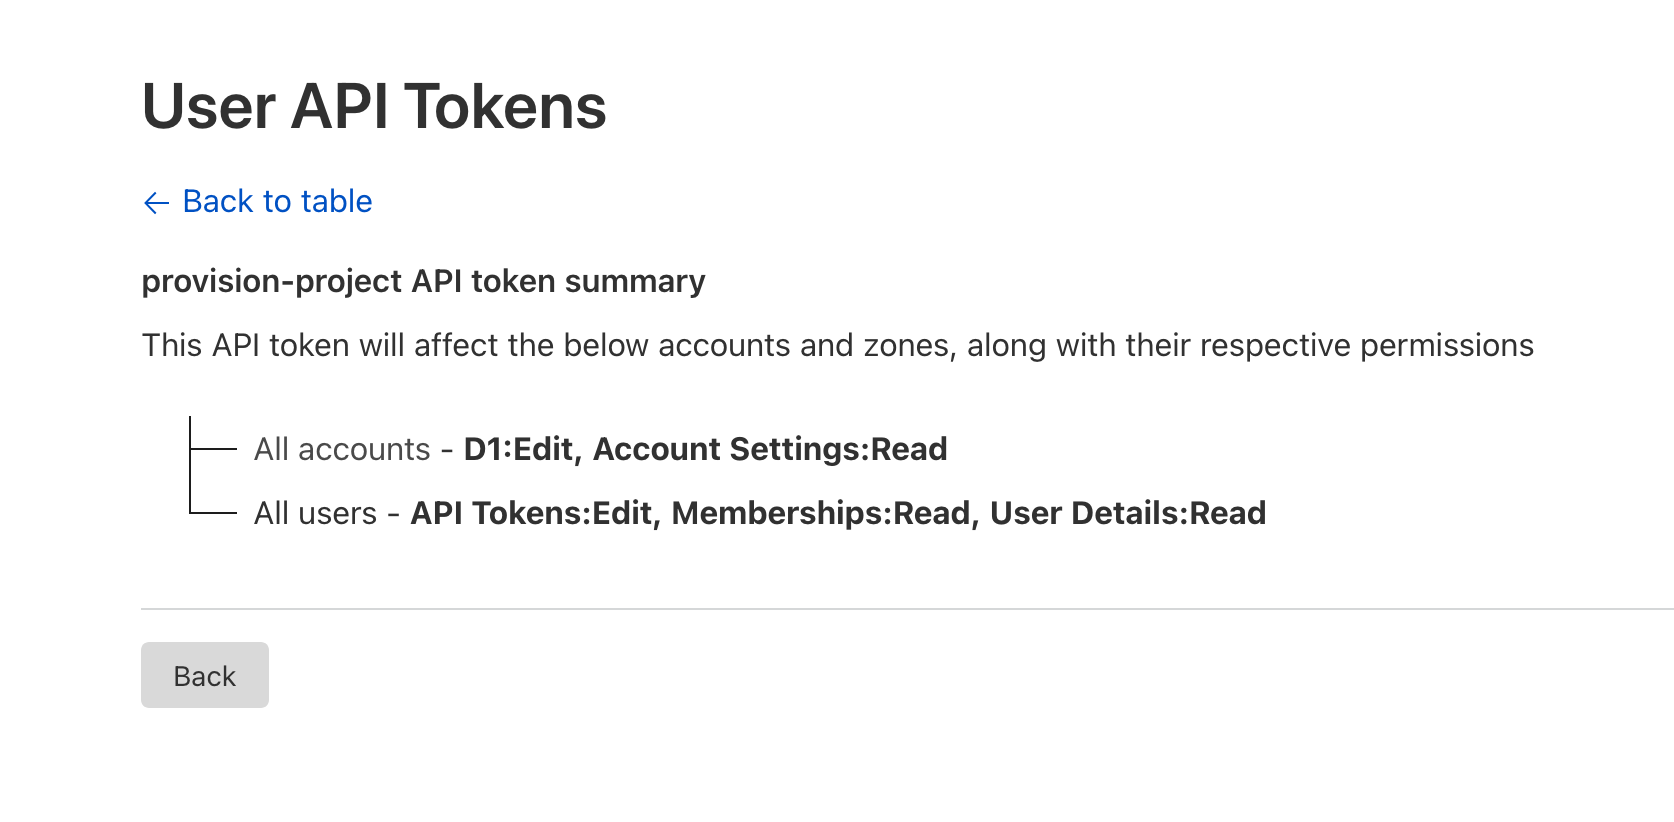 User API Tokens
← Back to table
provision-project API token summary
This API token will affect the below accounts and zones, along with their respective permissions
All accounts - D1:Edit, Account Settings:Read
All users - API Tokens:Edit, Memberships:Read, User Details:Read
Back